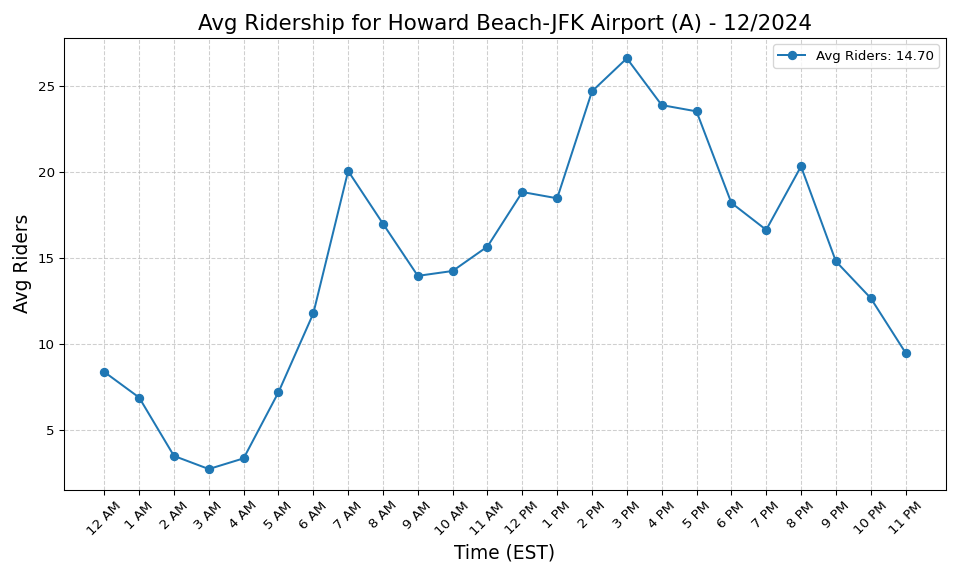 Avg Ridership for Howard Beach-JFK Airport (A) - 12/2024
Avg Riders: 14.70
Avg Riders
25
20
15
10
5
12 AM
1 AM
2 AM
3 AM
4 AM
5 AM
6 AM
7 AM
8 AM
9 AM
10 AM
11 AM
12 PM
1 PM
2 PM
3 PM
4 PM
5 PM
6 PM
7 PM
8 PM
9 PM
10 PM
11 PM
Time (EST)